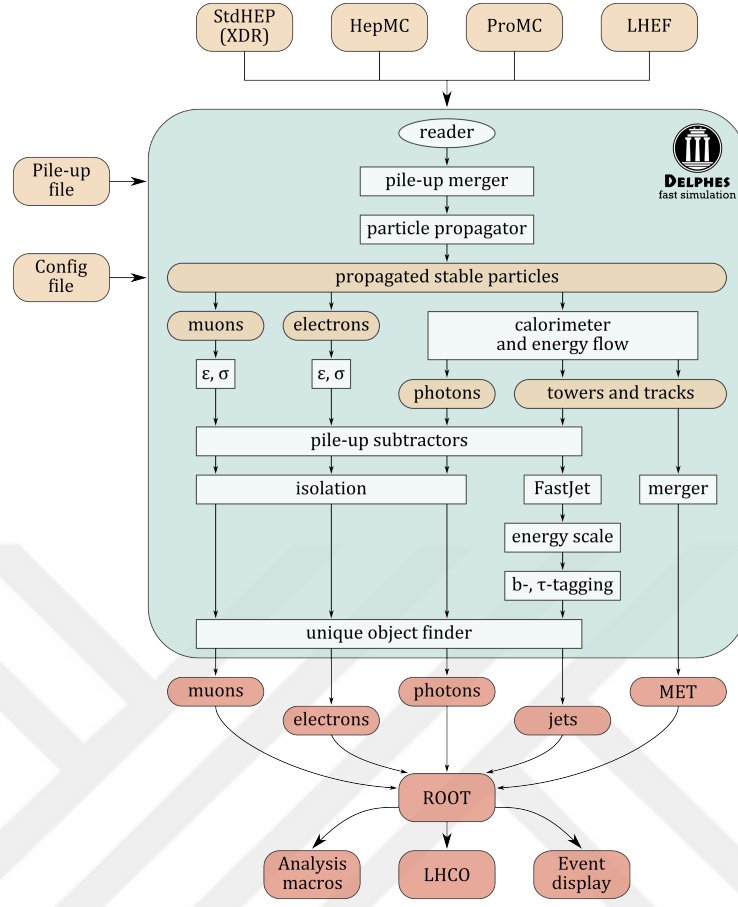 StdHEP
(XDR)
HepMC
ProMC
LHEF
reader
DELPHES
fast simulation
Pile-up
file
pile-up merger
particle propagator
Config
file
propagated stable particles
muons
electrons
calorimeter
and energy flow
ε, σ
ε, σ
photons
towers and tracks
pile-up subtractors
isolation
FastJet
merger
energy scale
b-, τ-tagging
unique object finder
muons
electrons
photons
jets
MET
ROOT
Analysis
macros
LHCO
Event
display